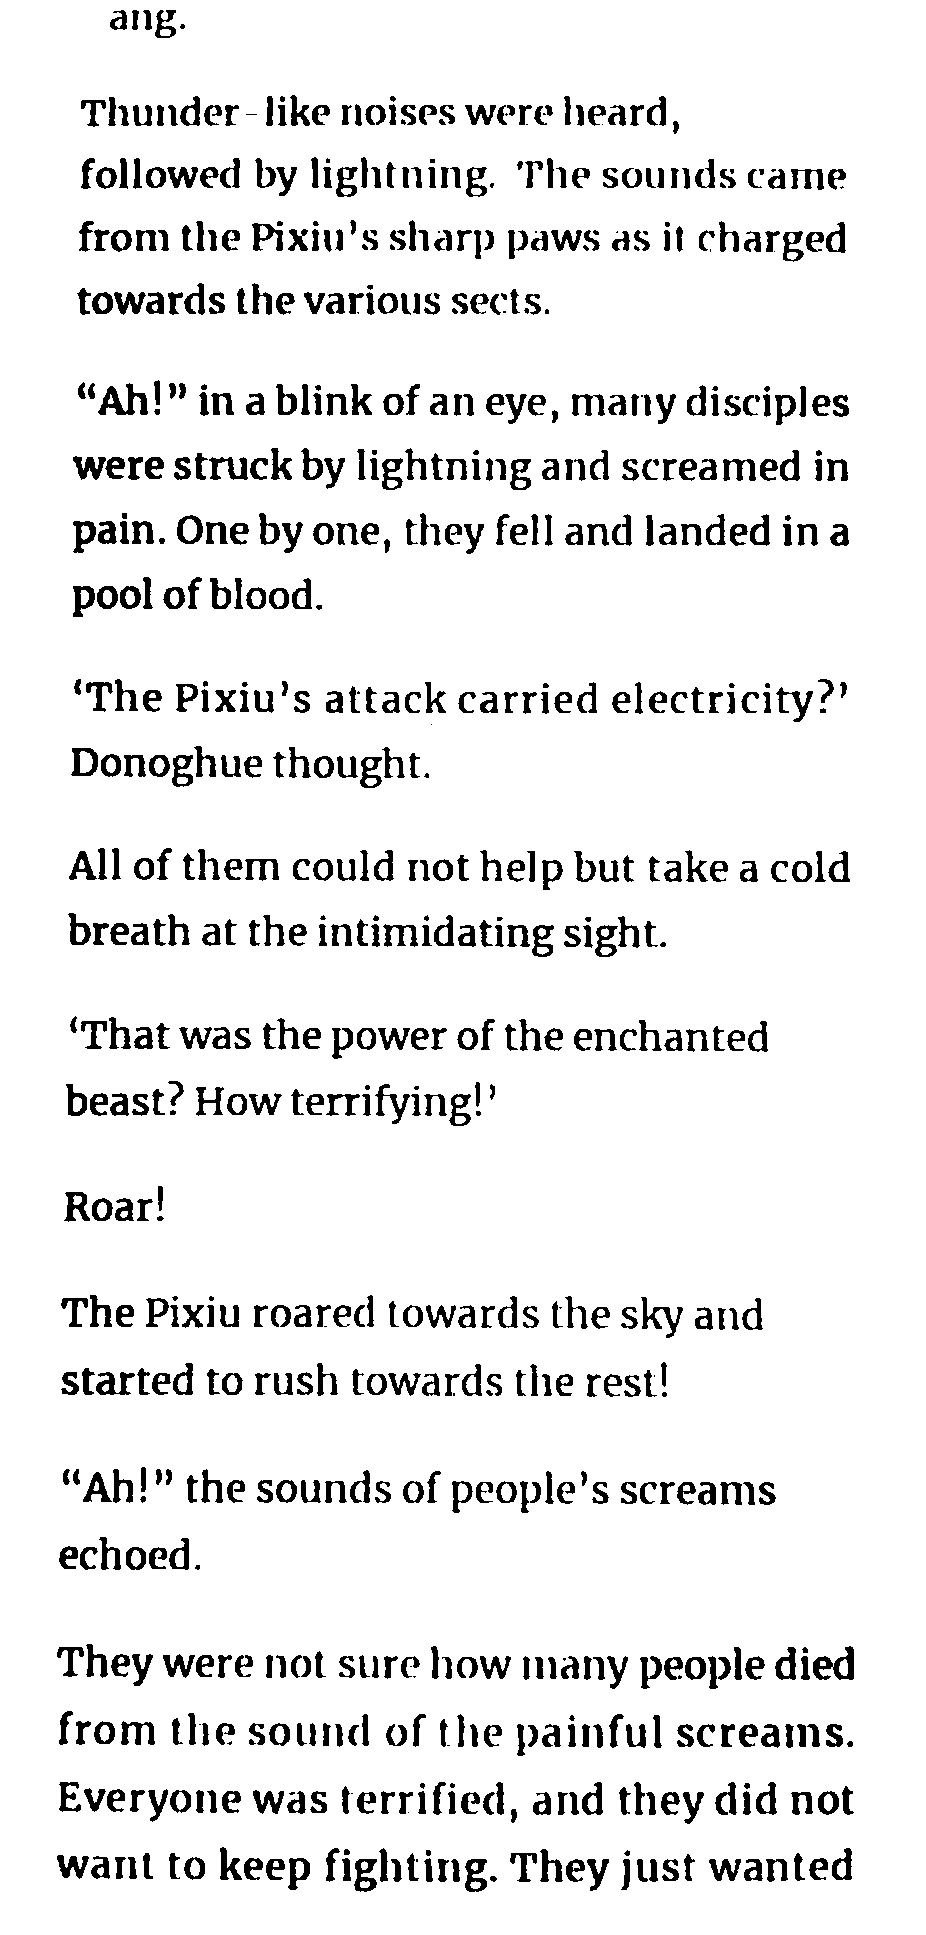 ang.
Thunder-like noises were heard,
followed by lightning. The sounds came
from the Pixiu's sharp paws as it charged
towards the various sects.
“Ah!” in a blink of an eye, many disciples
were struck by lightning and screamed in
pain. One by one, they fell and landed in a
pool of blood.
‘The Pixiu's attack carried electricity?’
Donoghue thought.
All of them could not help but take a cold
breath at the intimidating sight.
‘That was the power of the enchanted
beast? How terrifying!’
Roar!
The Pixiu roared towards the sky and
started to rush towards the rest!
“Ah!” the sounds of people's screams
echoed.
They were not sure how many people died
from the sound of the painful screams.
Everyone was terrified, and they did not
want to keep fighting. They just wanted